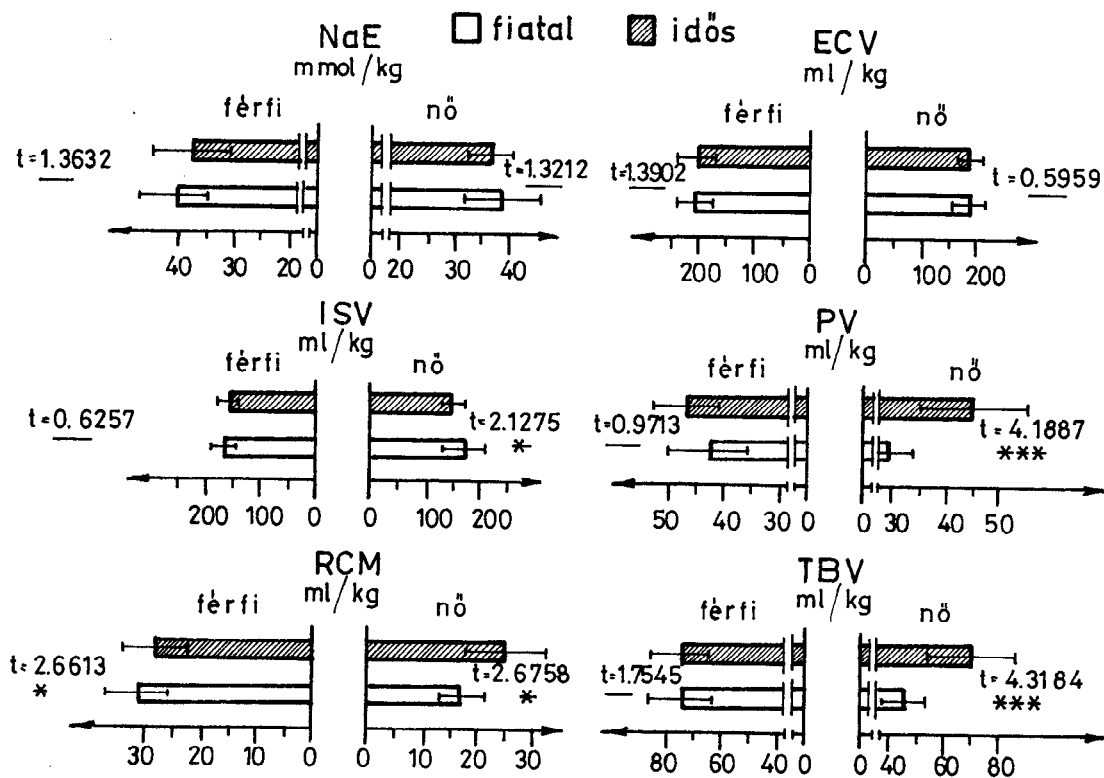 fiatal idős
NaE
mmol/kg
férfi nő
t=1.3632
t=1.3212
40 30 20 0 0 20 30 40
ECV
ml/kg
férfi nő
t=1.3902
t=0.5959
200 100 0 0 100 200
ISV
ml/kg
férfi nő
t=0.6257
t=2.1275
*
200 100 0 0 100 200
PV
ml/kg
férfi nő
t=0.9713
t=4.1887
***
50 40 30 0 0 30 50
RCM
ml/kg
férfi nő
t=2.6613
*
t=2.6758
*
30 20 10 0 0 10 20 30
TBV
ml/kg
férfi nő
t=1.7545
t=4.3184
***
80 60 40 0 0 40 60 80